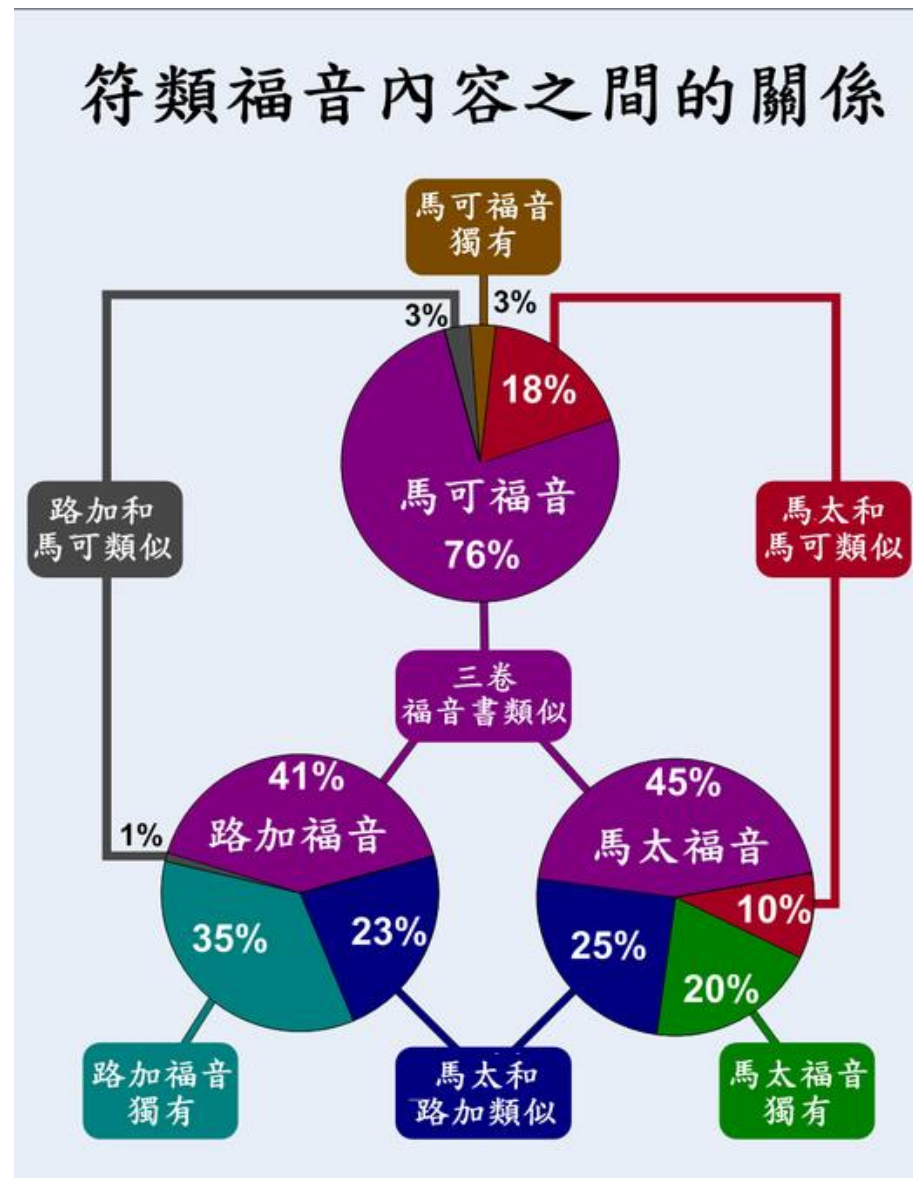 符類福音內容之間的關係
馬可福音
獨有
3%
3%
18%
馬可福音
76%
路加和
馬可類似
馬太和
馬可類似
三卷
福音書類似
41%
路加福音
1%
35%
23%
45%
馬太福音
10%
25%
20%
路加福音
獨有
馬太和
路加類似
馬太福音
獨有